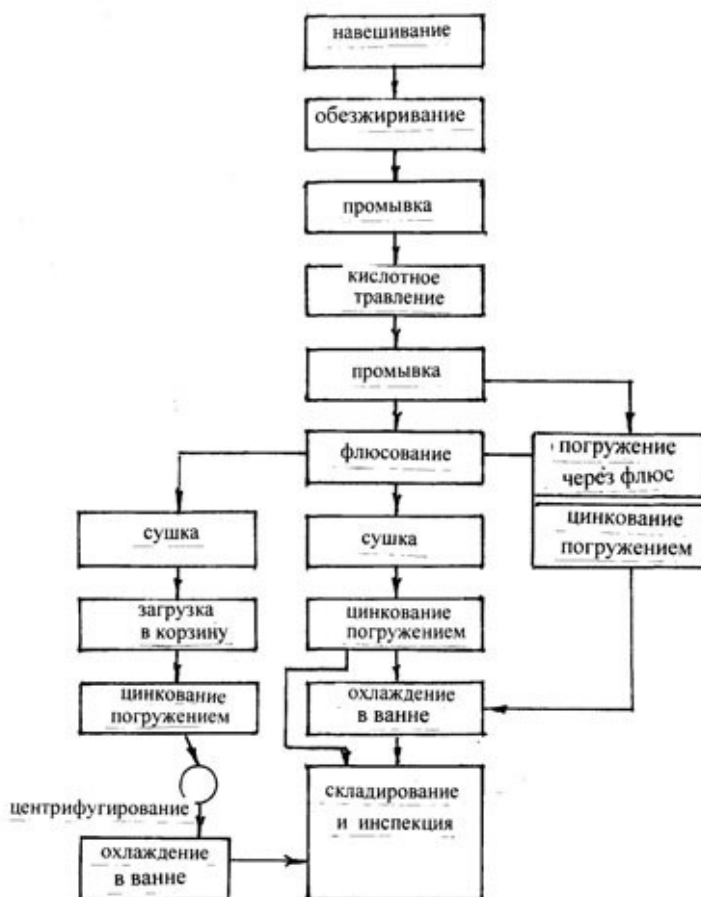 навешивание
обезжиривание
промывка
кислотное
травление
промывка
флюсование
погружение
через флюс
цинкование
погружением
сушка
сушка
загрузка
в корзину
цинкование
погружением
цинкование
погружением
охлаждение
в ванне
центрифугирование
складирование
и инспекция
охлаждение
в ванне